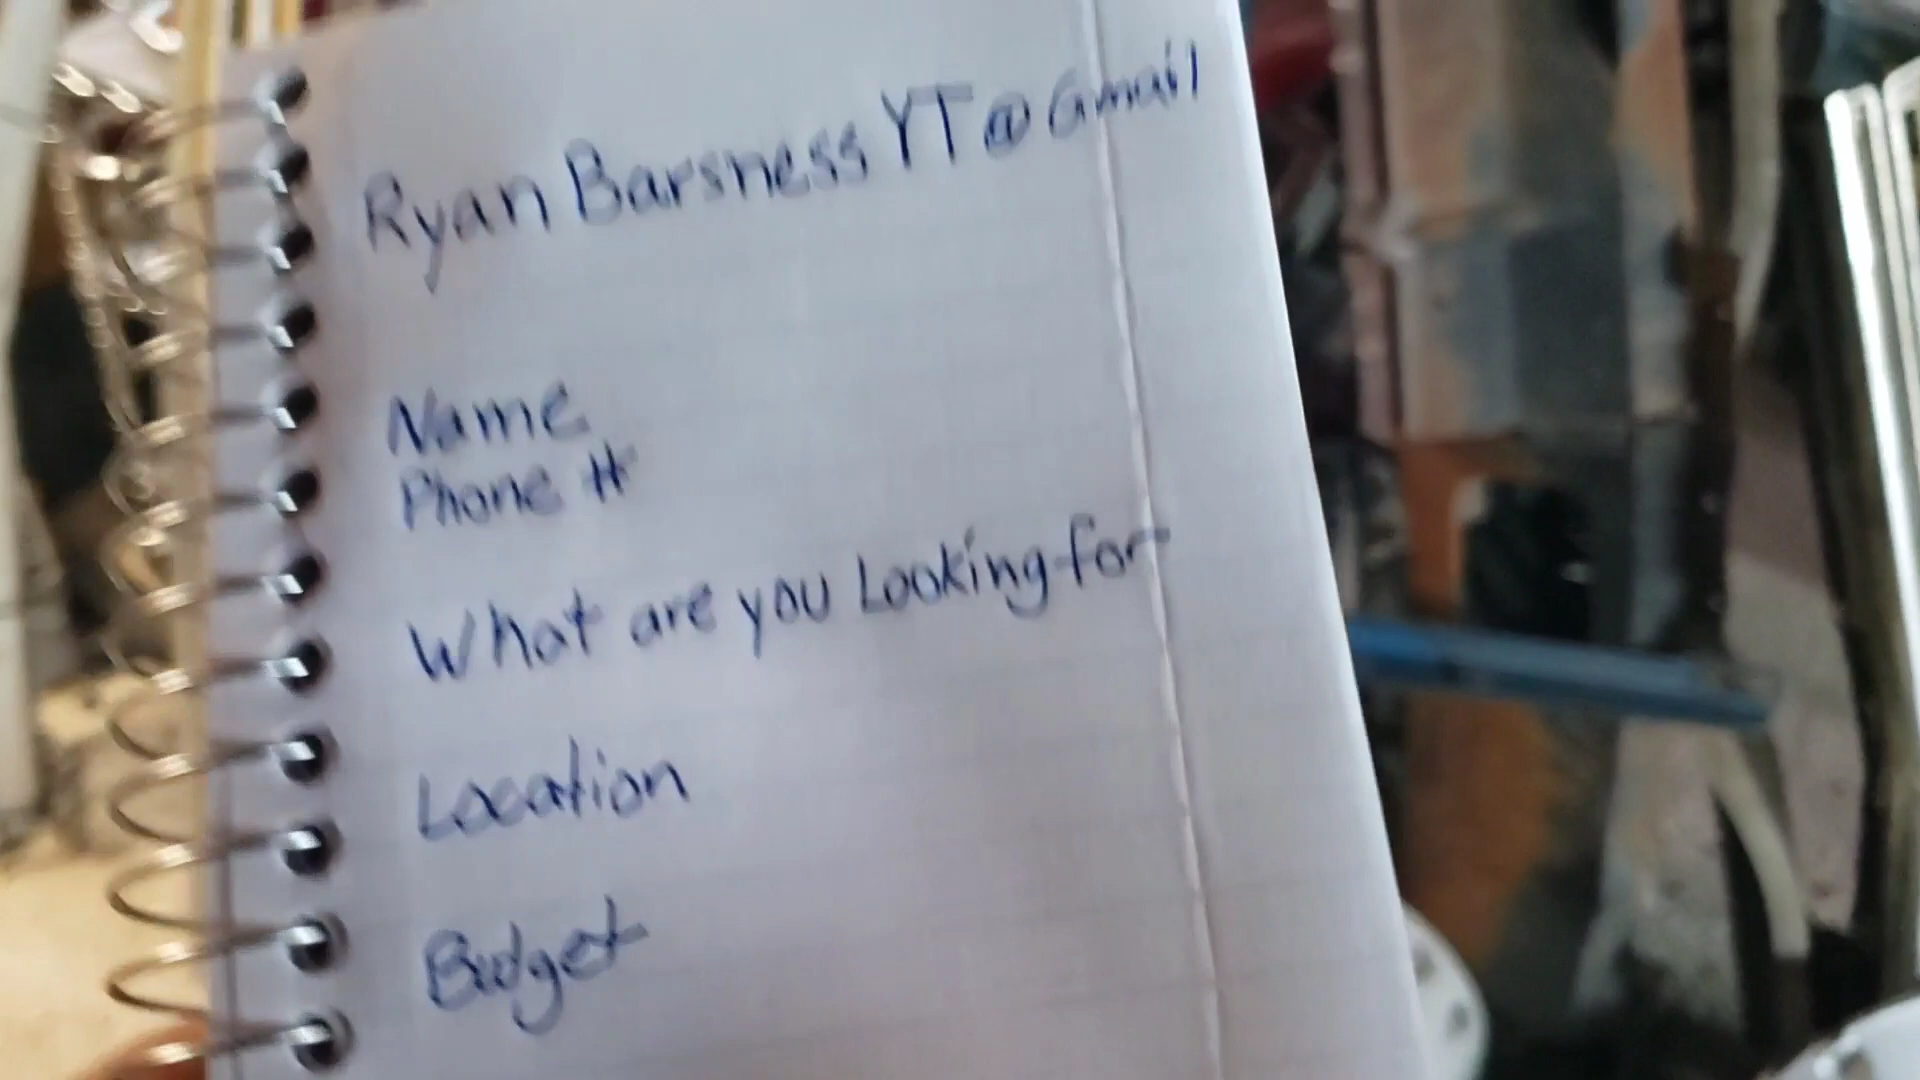 Ryan Barsness YT@Gmail
Name
Phone #
What are you Looking for
Location
Budget